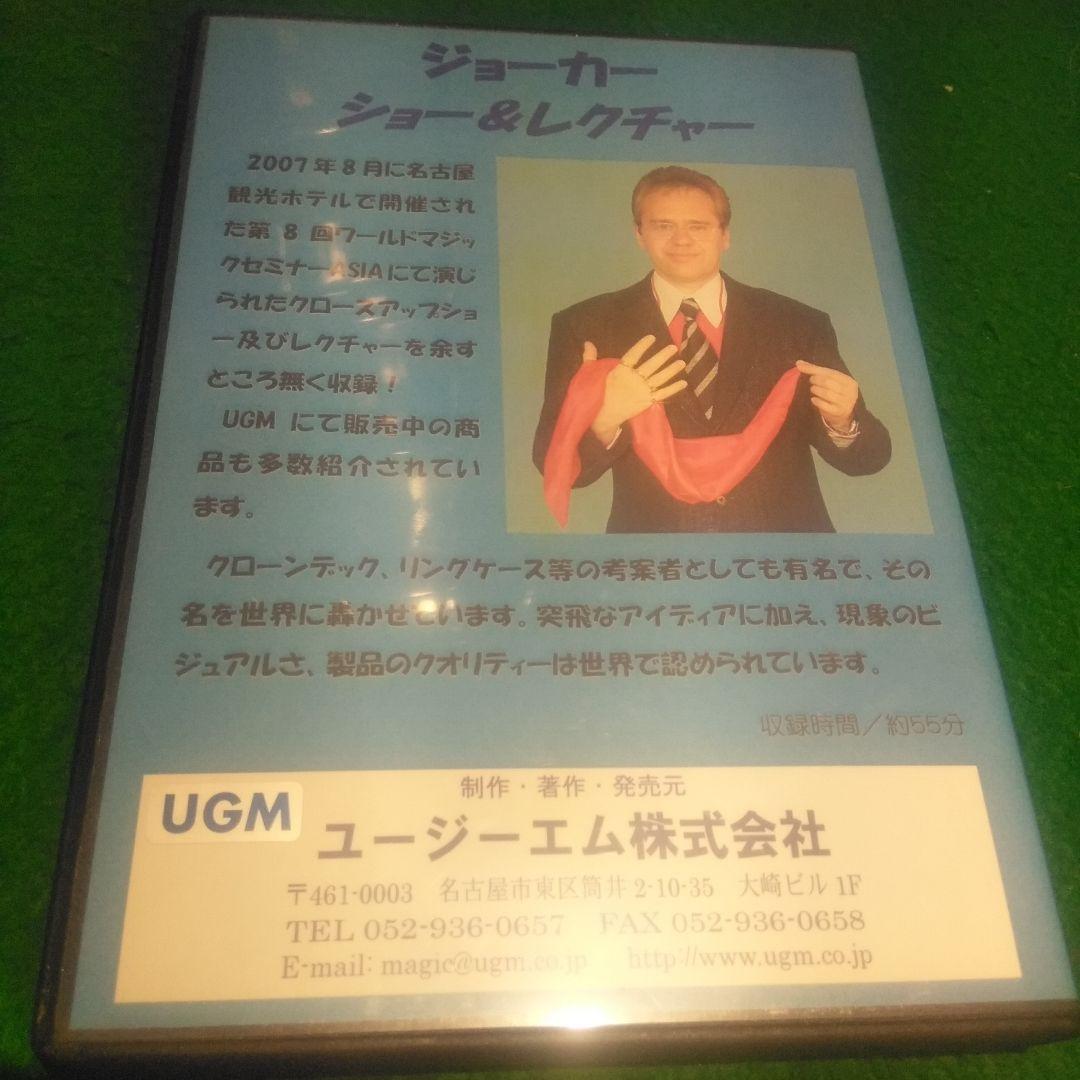 ジョーカー
ショー&レクチャー
2007年8月に名古屋
観光ホテルで開催され
た第8回ワールドマジッ
クセミナーASIAにて演じ
られたクロースアップショ
ー及びレクチャーを余す
ところ無く収録！
UGMにて販売中の商
品も多数紹介されてい
ます。
クローンデック、リングケース等の考案者としても有名で、その
名を世界に轟かせています。突飛なアイディアに加え、現象のビ
ジュアルさ、製品のクオリティーは世界で認められています。
収録時間／約55分
制作・著作・発売元
UGM ユージーエム株式会社
〒461-0003 名古屋市東区筒井2-10-35 大崎ビル1F
TEL 052-936-0657 FAX 052-936-0658
E-mail: magic@ugm.co.jp http://www.ugm.co.jp